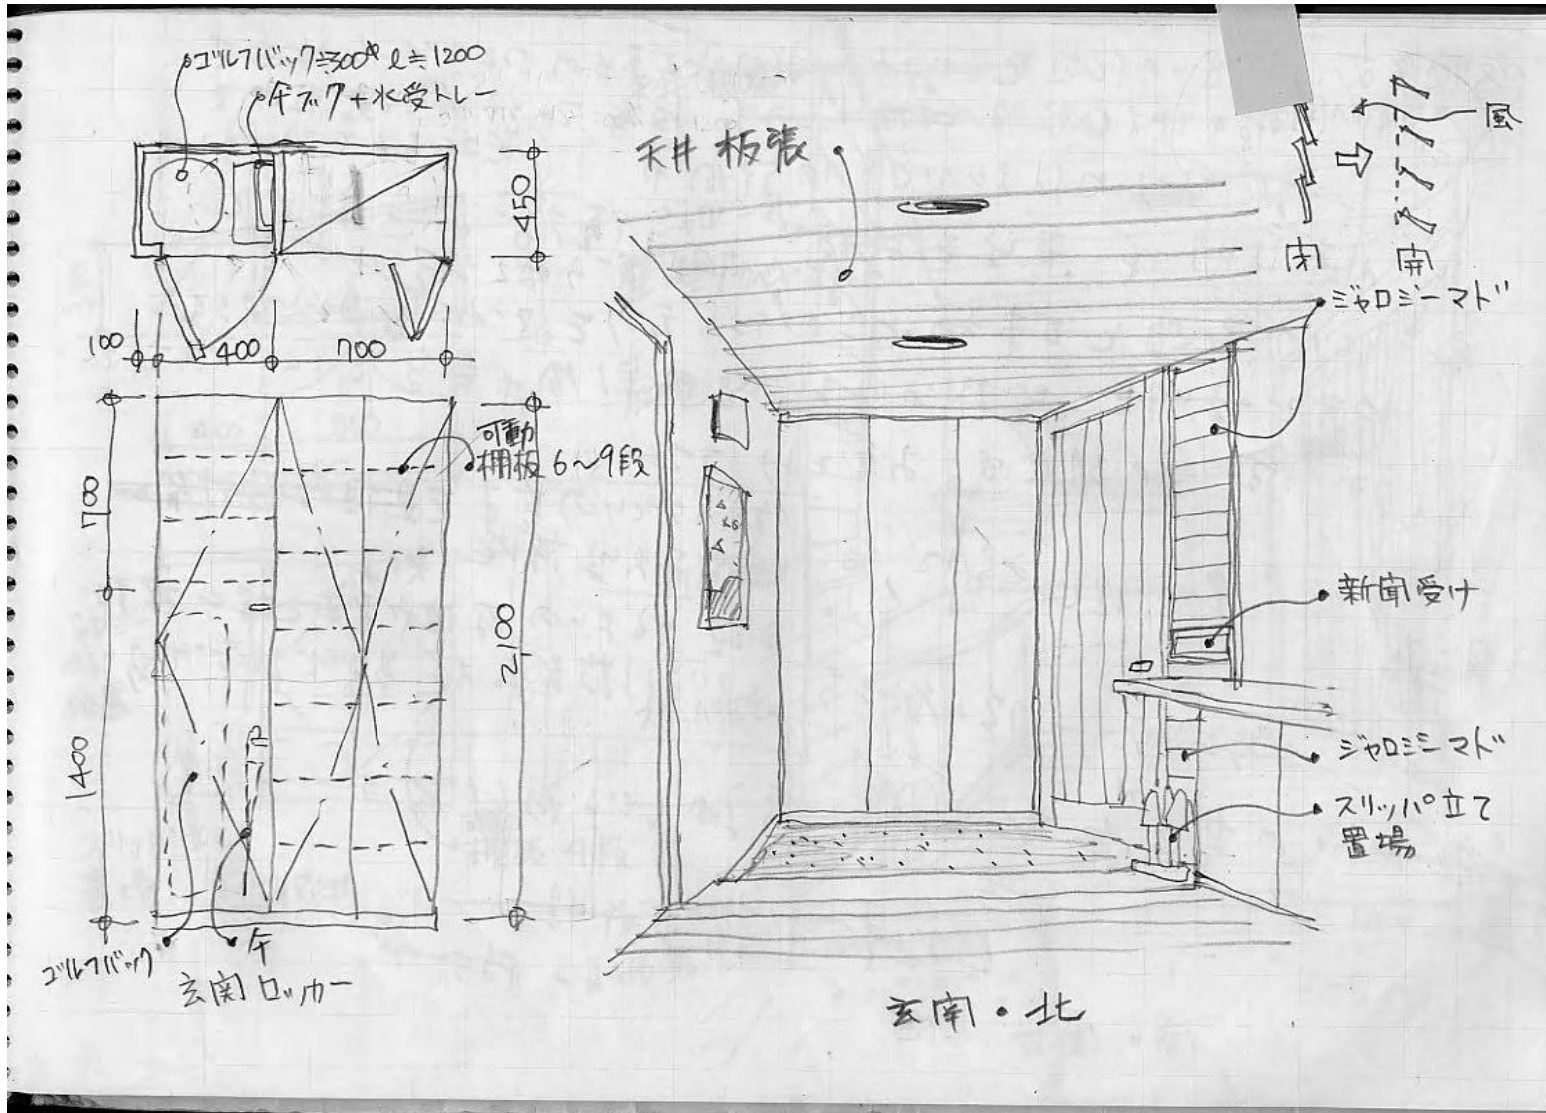 ゴルフバック≒300φ ℓ≒1200
傘フック+水受トレー
450
100
400
700
可動
棚板 6〜9段
700
1400
2100
ゴルフバック
傘
玄関ロッカー
天井 板張
風
閉
開
ジャロジーマド
新聞受け
ジャロジーマド
スリッパ立て
置場
玄関・北